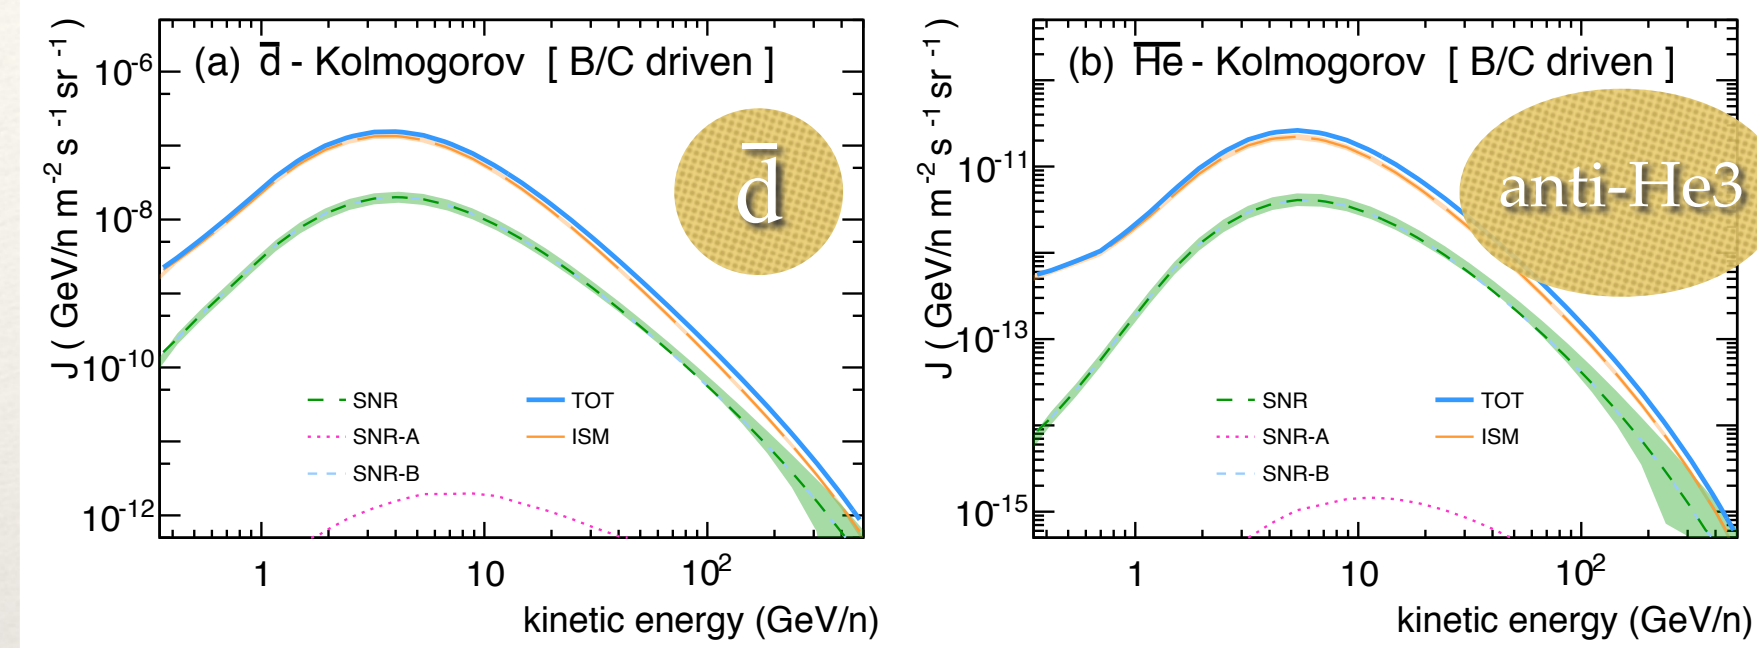 (a) d̅ - Kolmogorov [ B/C driven ]
d̅
J ( GeV/n m⁻² s⁻¹ sr⁻¹ )
10⁻⁶
10⁻⁸
10⁻¹⁰
10⁻¹²
SNR
SNR-A
SNR-B
TOT
ISM
1 10 10²
kinetic energy (GeV/n)
(b) H̅e̅ - Kolmogorov [ B/C driven ]
anti-He3
J ( GeV/n m⁻² s⁻¹ sr⁻¹ )
10⁻¹¹
10⁻¹³
10⁻¹⁵
SNR
SNR-A
SNR-B
TOT
ISM
1 10 10²
kinetic energy (GeV/n)